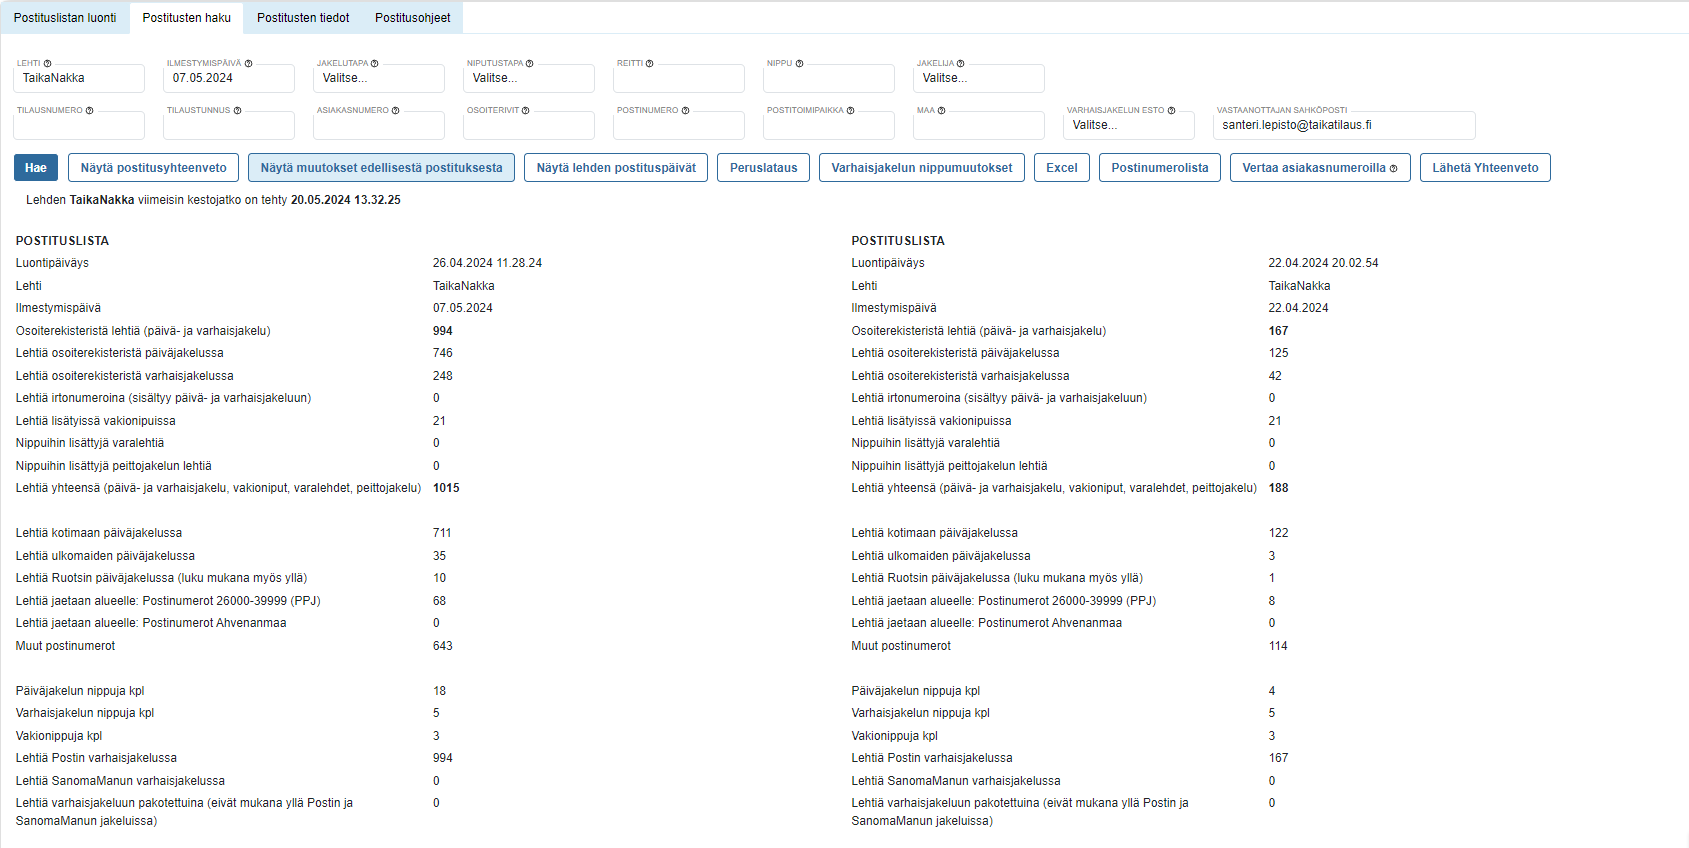 Postituslistan luonti Postitusten haku Postitusten tiedot Postitusohjeet
LEHTI ILMESTYMISPÄIVÄ JAKELUTAPA NIPUTUSTAPA REITTI NIPPU JAKELIJA
TaikaNakka 07.05.2024 Valitse... Valitse... Valitse...
TILAUSNUMERO TILAUSTUNNUS ASIAKASNUMERO OSOITERIVIT POSTINUMERO POSTITOIMIPAIKKA MAA VARHAISJAKELUN ESTO VASTAANOTTAJAN SÄHKÖPOSTI
Valitse... santeri.lepisto@taikatilaus.fi
Hae Näytä postitusyhteenveto Näytä muutokset edellisestä postituksesta Näytä lehden postituspäivät Peruslataus Varhaisjakelun nippumuutokset Excel Postinumerolista Vertaa asiakasnumeroilla Lähetä Yhteenveto
Lehden TaikaNakka viimeisin kestojatko on tehty 20.05.2024 13.32.25
POSTITUSLISTA
Luontipäiväys 26.04.2024 11.28.24
Lehti TaikaNakka
Ilmestymispäivä 07.05.2024
Osoiterekisteristä lehtiä (päivä- ja varhaisjakelu) 994
Lehtiä osoiterekisteristä päiväjakelussa 746
Lehtiä osoiterekisteristä varhaisjakelussa 248
Lehtiä irtonumeroina (sisältyy päivä- ja varhaisjakeluun) 0
Lehtiä lisätyissä vakionipuissa 21
Nippuihin lisättyjä varalehtiä 0
Nippuihin lisättyjä peittojakelun lehtiä 0
Lehtiä yhteensä (päivä- ja varhaisjakelu, vakioniput, varalehdet, peittojakelu) 1015
Lehtiä kotimaan päiväjakelussa 711
Lehtiä ulkomaiden päiväjakelussa 35
Lehtiä Ruotsin päiväjakelussa (luku mukana myös yllä) 10
Lehtiä jaetaan alueelle: Postinumerot 26000-39999 (PPJ) 68
Lehtiä jaetaan alueelle: Postinumerot Ahvenanmaa 0
Muut postinumerot 643
Päiväjakelun nippuja kpl 18
Varhaisjakelun nippuja kpl 5
Vakionippuja kpl 3
Lehtiä Postin varhaisjakelussa 994
Lehtiä SanomaManun varhaisjakelussa 0
Lehtiä varhaisjakeluun pakotettuina (eivät mukana yllä Postin ja 0
SanomaManun jakeluissa)
POSTITUSLISTA
Luontipäiväys 22.04.2024 20.02.54
Lehti TaikaNakka
Ilmestymispäivä 22.04.2024
Osoiterekisteristä lehtiä (päivä- ja varhaisjakelu) 167
Lehtiä osoiterekisteristä päiväjakelussa 125
Lehtiä osoiterekisteristä varhaisjakelussa 42
Lehtiä irtonumeroina (sisältyy päivä- ja varhaisjakeluun) 0
Lehtiä lisätyissä vakionipuissa 21
Nippuihin lisättyjä varalehtiä 0
Nippuihin lisättyjä peittojakelun lehtiä 0
Lehtiä yhteensä (päivä- ja varhaisjakelu, vakioniput, varalehdet, peittojakelu) 188
Lehtiä kotimaan päiväjakelussa 122
Lehtiä ulkomaiden päiväjakelussa 3
Lehtiä Ruotsin päiväjakelussa (luku mukana myös yllä) 1
Lehtiä jaetaan alueelle: Postinumerot 26000-39999 (PPJ) 8
Lehtiä jaetaan alueelle: Postinumerot Ahvenanmaa 0
Muut postinumerot 114
Päiväjakelun nippuja kpl 4
Varhaisjakelun nippuja kpl 5
Vakionippuja kpl 3
Lehtiä Postin varhaisjakelussa 167
Lehtiä SanomaManun varhaisjakelussa 0
Lehtiä varhaisjakeluun pakotettuina (eivät mukana yllä Postin ja 0
SanomaManun jakeluissa)